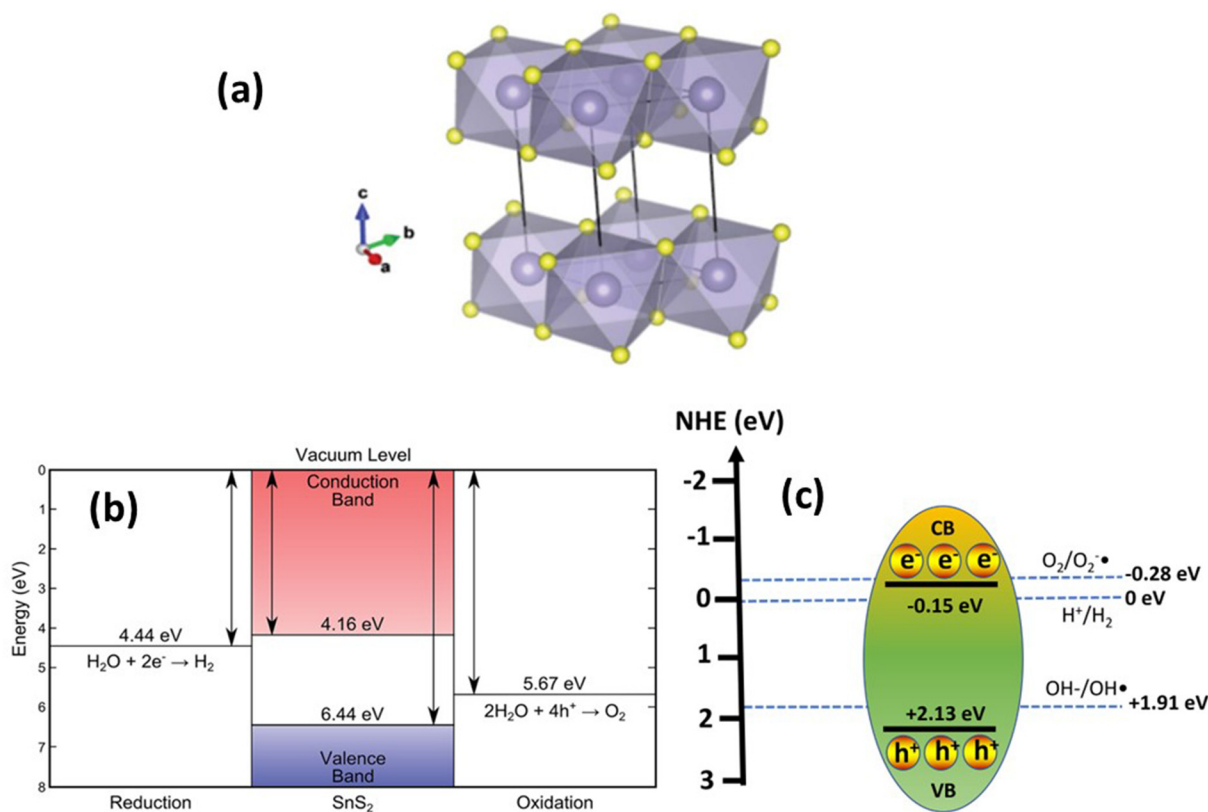 (a)
c
b
a
NHE (eV)
Vacuum Level
(b)
Conduction
Band
Energy (eV)
0
1
2
3
4
5
6
7
8
4.44 eV
H₂O + 2e⁻ → H₂
4.16 eV
6.44 eV
Valence
Band
5.67 eV
2H₂O + 4h⁺ → O₂
Reduction
SnS₂
Oxidation
(c)
-2
-1
0
1
2
3
CB
e⁻ e⁻ e⁻
-0.15 eV
O₂/O₂⁻•
-0.28 eV
0 eV
H⁺/H₂
OH-/OH•
+1.91 eV
+2.13 eV
h⁺ h⁺ h⁺
VB